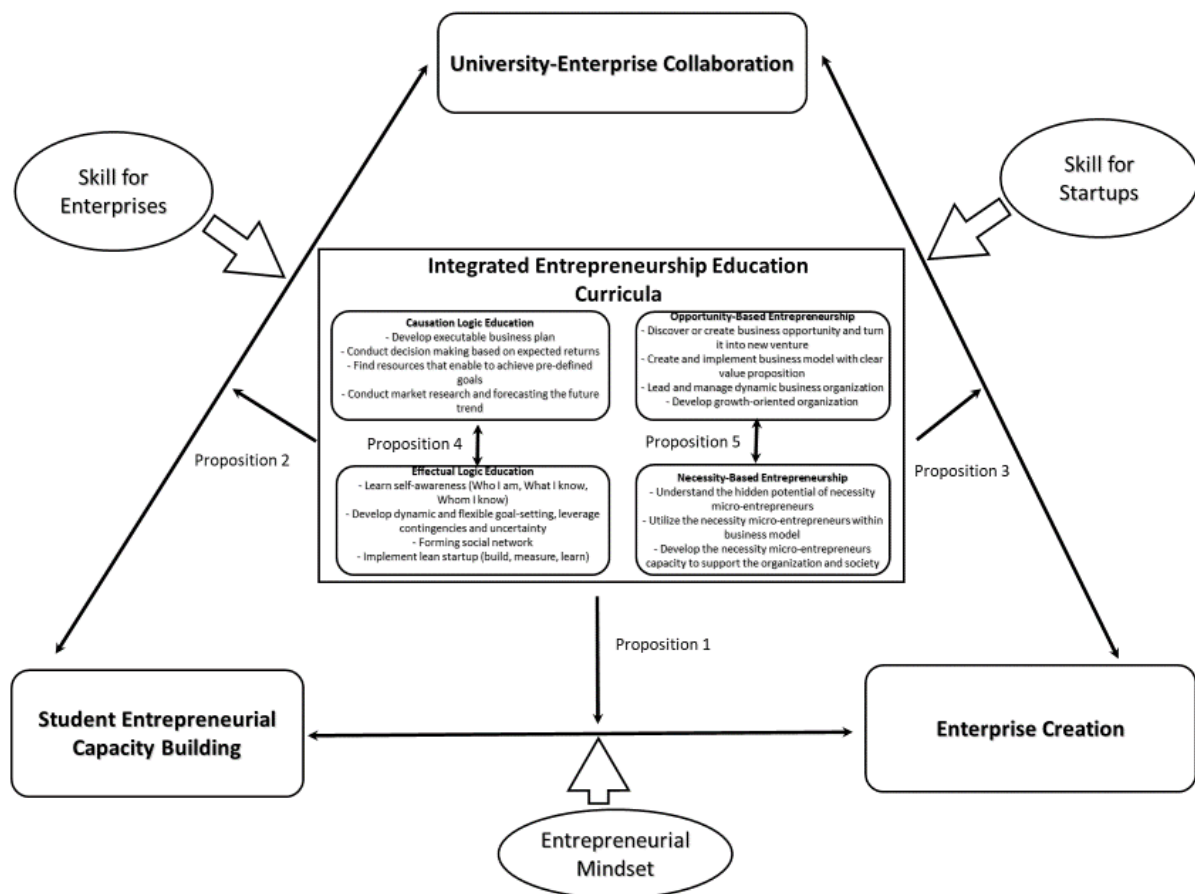 University-Enterprise Collaboration
Skill for
Enterprises
Skill for
Startups
Integrated Entrepreneurship Education
Curricula
Causation Logic Education
- Develop executable business plan
- Conduct decision making based on expected returns
- Find resources that enable to achieve pre-defined
goals
- Conduct market research and forecasting the future
trend
Opportunity-Based Entrepreneurship
- Discover or create business opportunity and turn
it into new venture
- Create and implement business model with clear
value proposition
- Lead and manage dynamic business organization
- Develop growth-oriented organization
Proposition 4
Proposition 5
Proposition 2
Proposition 3
Effectual Logic Education
- Learn self-awareness (Who I am, What I know,
Whom I know)
- Develop dynamic and flexible goal-setting, leverage
contingencies and uncertainty
- Forming social network
- Implement lean startup (build, measure, learn)
Necessity-Based Entrepreneurship
- Understand the hidden potential of necessity
micro-entrepreneurs
- Utilize the necessity micro-entrepreneurs within
business model
- Develop the necessity micro-entrepreneurs
capacity to support the organization and society
Proposition 1
Student Entrepreneurial
Capacity Building
Enterprise Creation
Entrepreneurial
Mindset